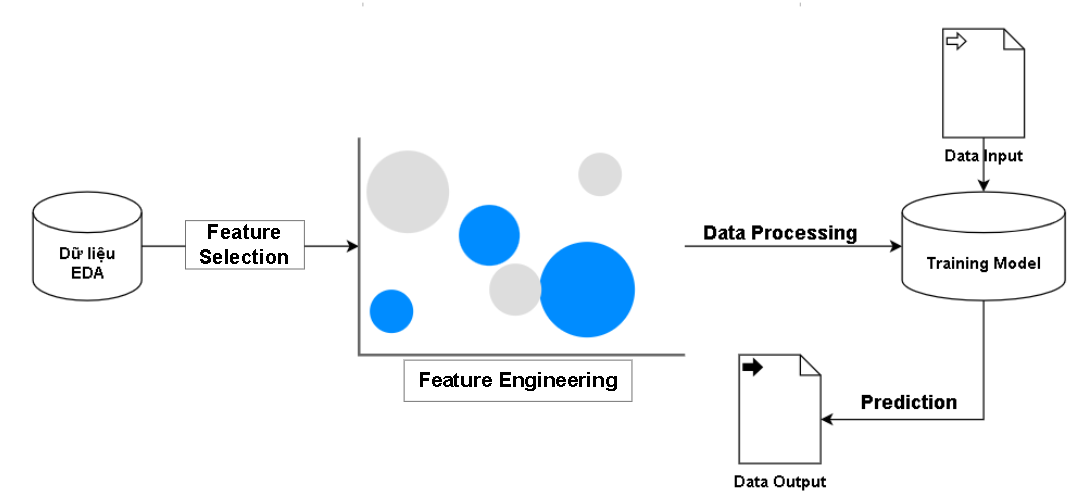 Data Input
Dữ liệu
EDA
Feature
Selection
Data Processing
Training Model
Feature Engineering
Prediction
Data Output